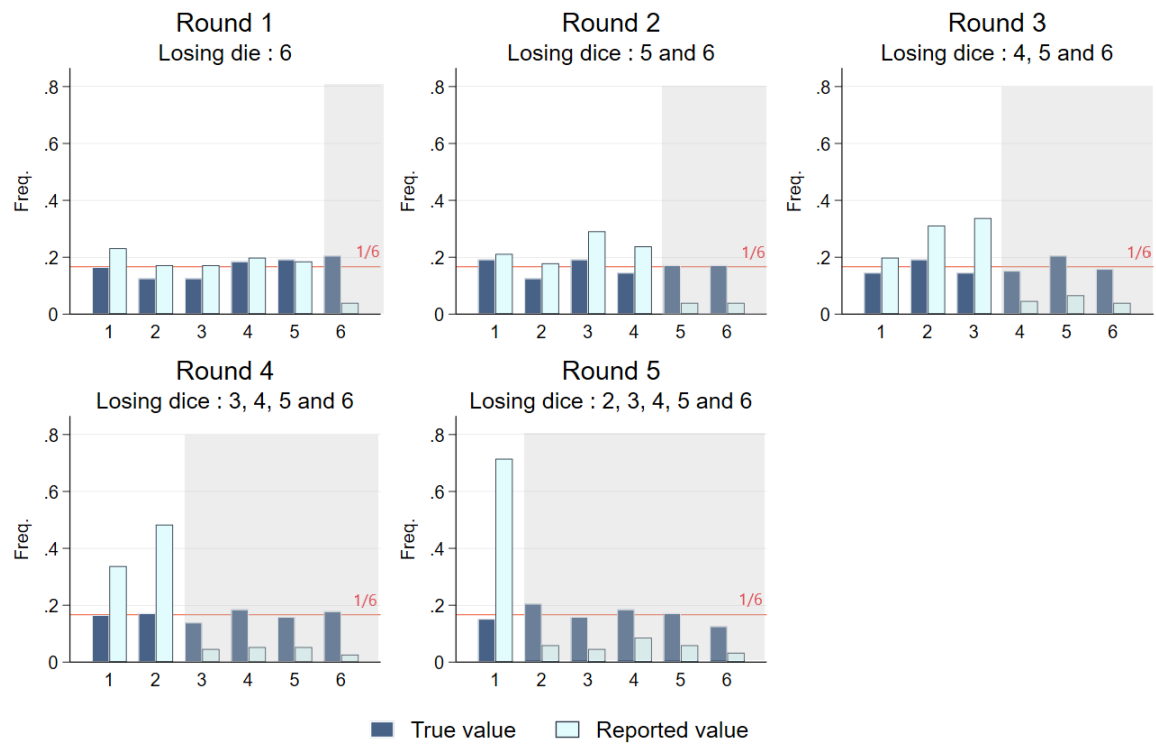 Round 1
Losing die : 6
Freq.
.8
.6
.4
.2
0
1/6
1 2 3 4 5 6
Round 2
Losing dice : 5 and 6
Freq.
.8
.6
.4
.2
0
1/6
1 2 3 4 5 6
Round 3
Losing dice : 4, 5 and 6
Freq.
.8
.6
.4
.2
0
1/6
1 2 3 4 5 6
Round 4
Losing dice : 3, 4, 5 and 6
Freq.
.8
.6
.4
.2
0
1/6
1 2 3 4 5 6
Round 5
Losing dice : 2, 3, 4, 5 and 6
Freq.
.8
.6
.4
.2
0
1/6
1 2 3 4 5 6
True value Reported value